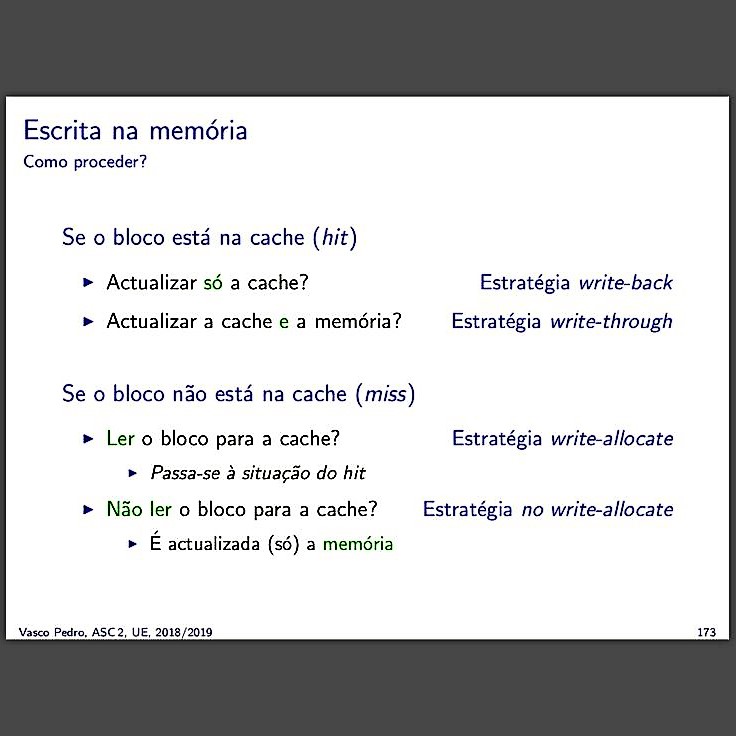 Escrita na memória
Como proceder?
Se o bloco está na cache (hit)
▶ Actualizar só a cache? Estratégia write-back
▶ Actualizar a cache e a memória? Estratégia write-through
Se o bloco não está na cache (miss)
▶ Ler o bloco para a cache? Estratégia write-allocate
▶ Passa-se à situação do hit
▶ Não ler o bloco para a cache? Estratégia no write-allocate
▶ É actualizada (só) a memória
Vasco Pedro, ASC 2, UE, 2018/2019 173